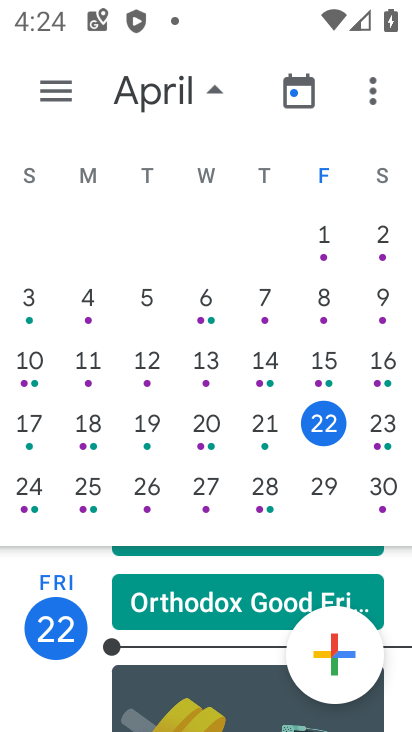 4:24
April
S M T W T F S
1 2
3 4 5 6 7 8 9
10 11 12 13 14 15 16
17 18 19 20 21 22 23
24 25 26 27 28 29 30
FRI
22
Orthodox Good Fri...